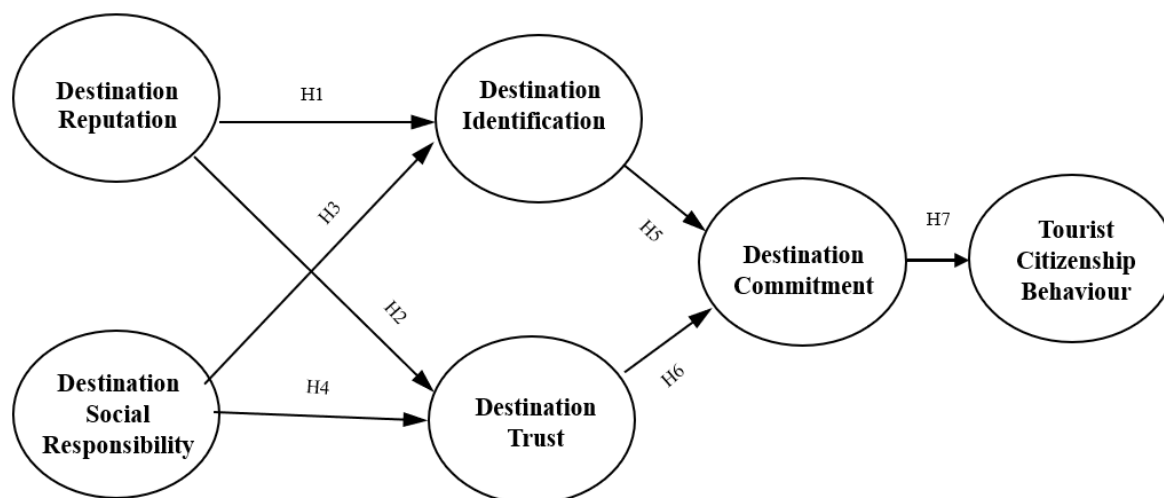 Destination
Reputation
H1
Destination
Identification
H3
H2
H5
Destination
Commitment
H7
Tourist
Citizenship
Behaviour
Destination
Social
Responsibility
H4
Destination
Trust
H6